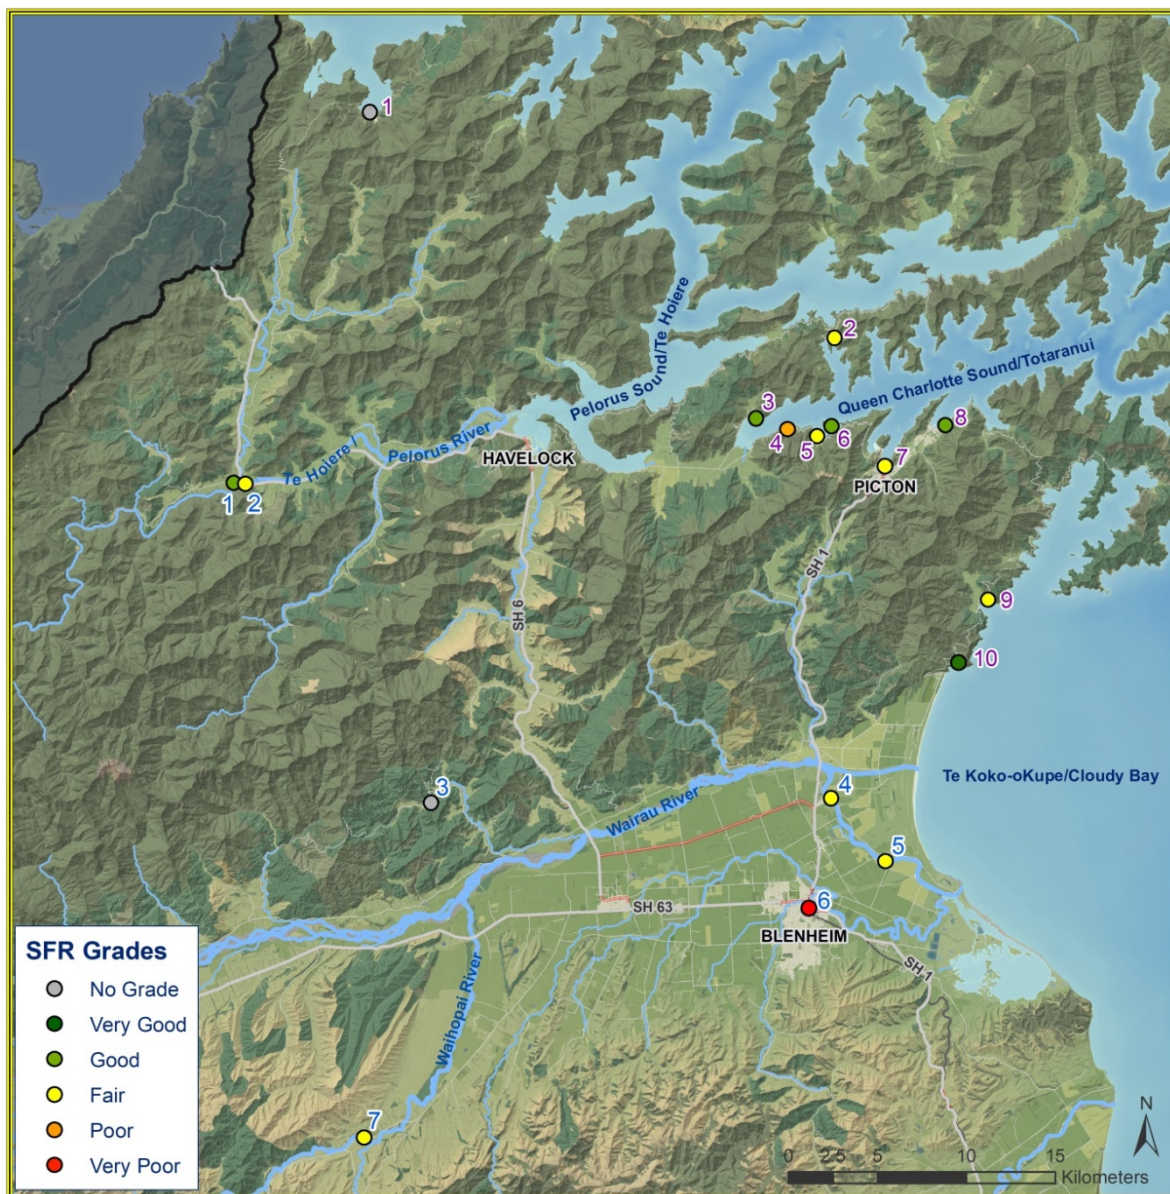 1
2
Queen Charlotte Sound/Totaranui
Pelorus Sound/Te Hoiere
3
4
5
6
8
7
PICTON
Te Hoiere /
Pelorus River
HAVELOCK
1 2
SH 1
SH 6
9
10
Te Koko-oKupe/Cloudy Bay
3
4
Wairau River
5
6
SH 63
BLENHEIM
SH 1
Waihopai River
7
SFR Grades
No Grade
Very Good
Good
Fair
Poor
Very Poor
N
0 2.5 5 10 15
Kilometers